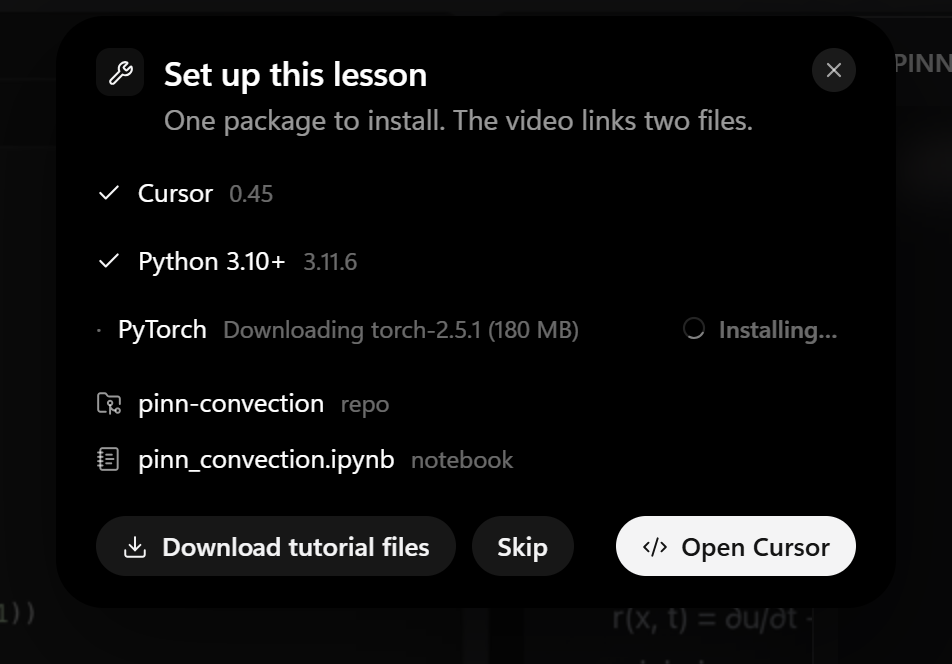 Set up this lesson
One package to install. The video links two files.
Cursor 0.45
Python 3.10+ 3.11.6
· PyTorch Downloading torch-2.5.1 (180 MB) Installing...
pinn-convection repo
pinn_convection.ipynb notebook
Download tutorial files Skip </> Open Cursor
PINN
1))
r(x, t) = ∂u/∂t